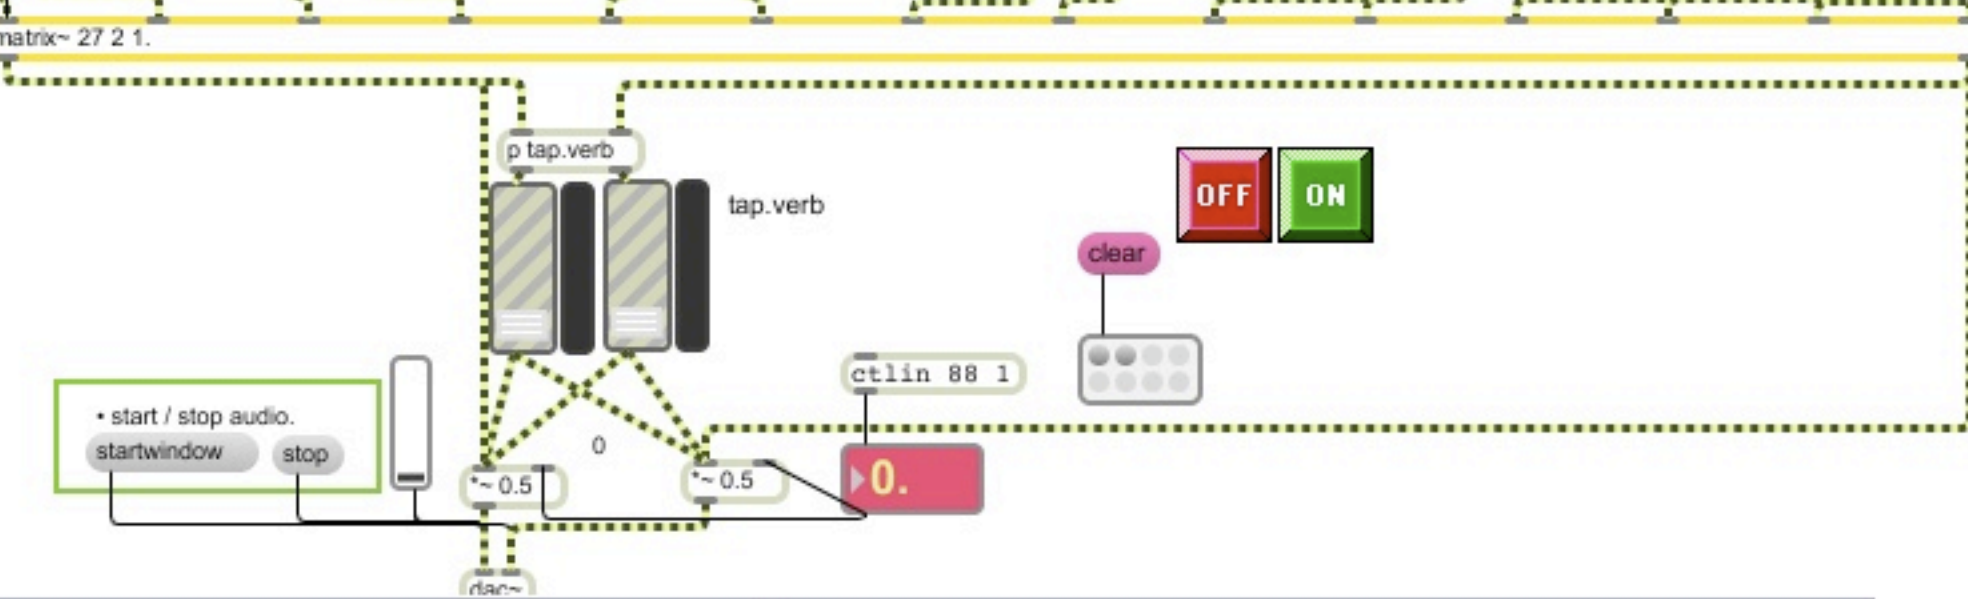 matrix~ 27 2 1.
p tap.verb
tap.verb
OFF ON
clear
ctlin 88 1
• start / stop audio.
startwindow stop
0
*~ 0.5
*~ 0.5
0.
dac~